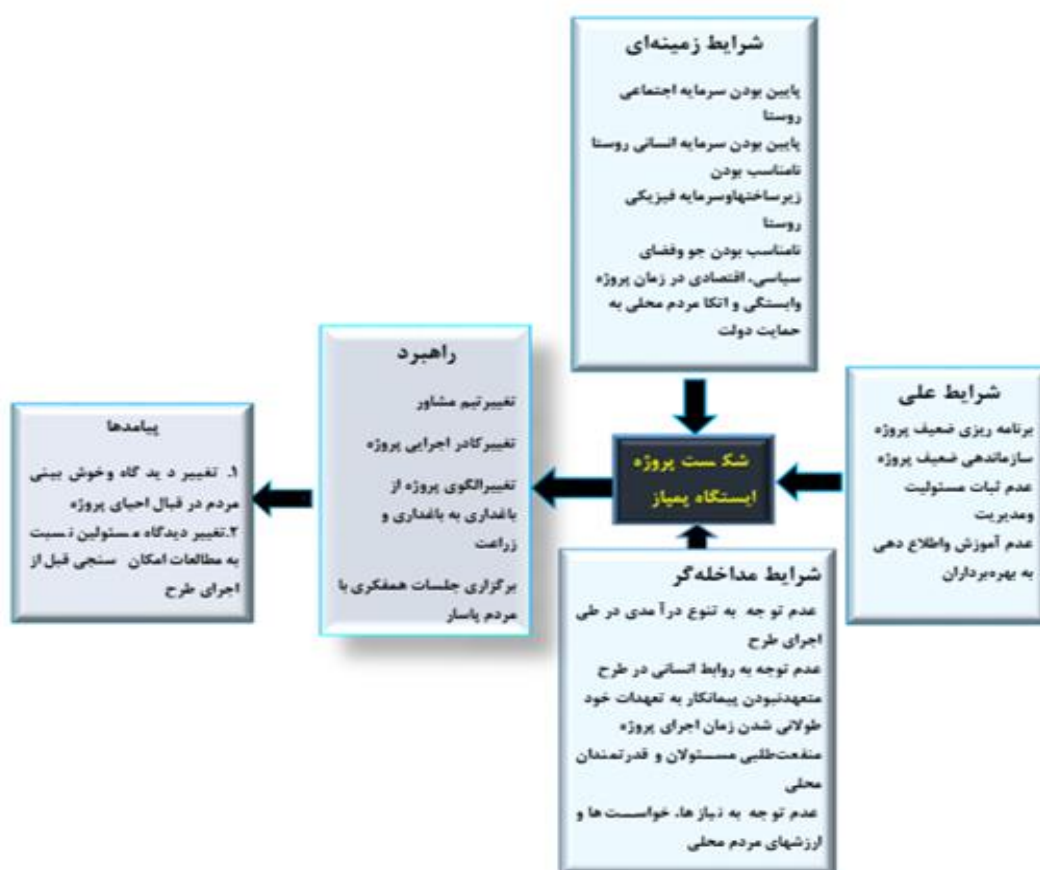 شرایط زمینه‌ای
پایین بودن سرمایه اجتماعی
روستا
پایین بودن سرمایه انسانی روستا
نامناسب بودن
زیرساختهاوسرمایه فیزیکی
روستا
نامناسب بودن جو وفضای
سیاسی، اقتصادی در زمان پروژه
وابستگی و اتکا مردم محلی به
حمایت دولت
شرایط علی
برنامه ریزی ضعیف پروژه
سازماندهی ضعیف پروژه
عدم ثبات مسئولیت
ومدیریت
عدم آموزش واطلاع دهی
به بهره‌برداران
شکست پروژه
ایستگاه پمپاز
شرایط مداخله‌گر
عدم توجه به تنوع درآمدی در طی
اجرای طرح
عدم توجه به روابط انسانی در طرح
متعهدنبودن پیمانکار به تعهدات خود
طولانی شدن زمان اجرای پروژه
منفعت‌طلبی مسئولان و قدرتمندان
محلی
عدم توجه به نیازها، خواست‌ها و
ارزشهای مردم محلی
راهبرد
تغییرتیم مشاور
تغییرکادر اجرایی پروژه
تغییرالگوی پروژه از
باغداری به باغداری و
زراعت
برگزاری جلسات همفکری با
مردم پاسار
پیامدها
۱. تغییر دید گاه وخوش بینی
مردم در قبال احیای پروژه
۲.تغییر دیدگاه مسئولین نسبت
به مطالعات امکان سنجی قبل از
اجرای طرح